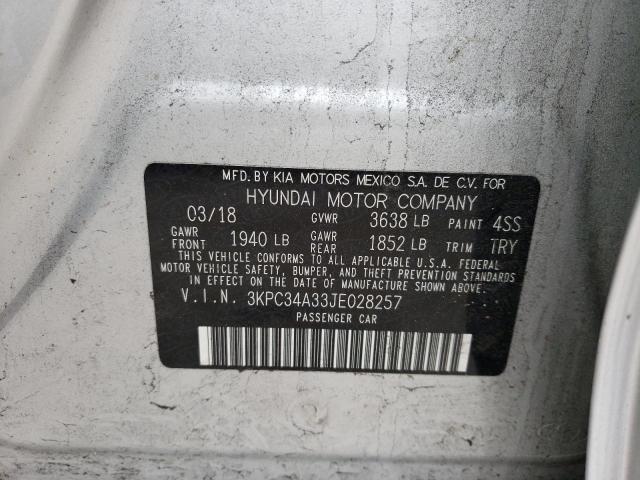 MFD. BY KIA MOTORS MEXICO S.A. DE C.V. FOR
HYUNDAI MOTOR COMPANY
03/18 GVWR 3638 LB PAINT 4SS
GAWR FRONT 1940 LB GAWR REAR 1852 LB TRIM TRY
THIS VEHICLE CONFORMS TO ALL APPLICABLE U.S.A. FEDERAL
MOTOR VEHICLE SAFETY, BUMPER, AND THEFT PREVENTION STANDARDS
IN EFFECT ON THE DATE OF MANUFACTURE SHOWN ABOVE.
V.I.N. 3KPC34A33JE028257
PASSENGER CAR